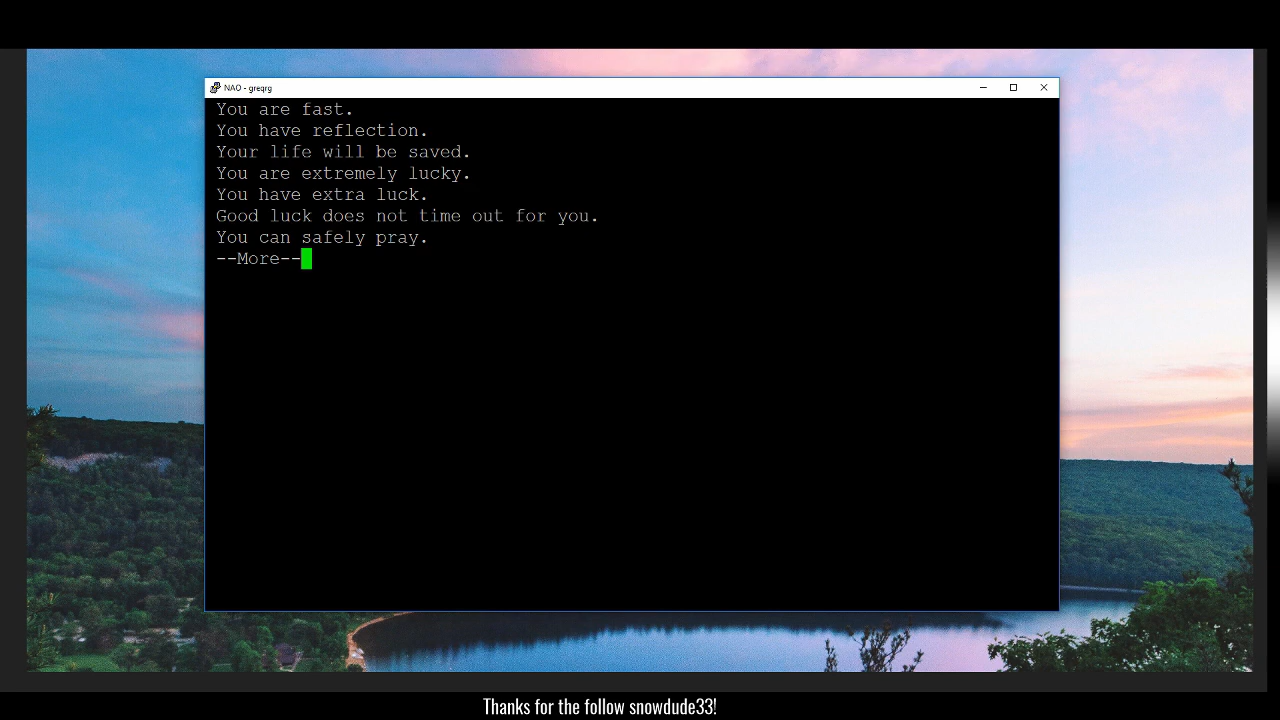 NAO - greqrg
You are fast.
You have reflection.
Your life will be saved.
You are extremely lucky.
You have extra luck.
Good luck does not time out for you.
You can safely pray.
--More--
Thanks for the follow snowdude33!